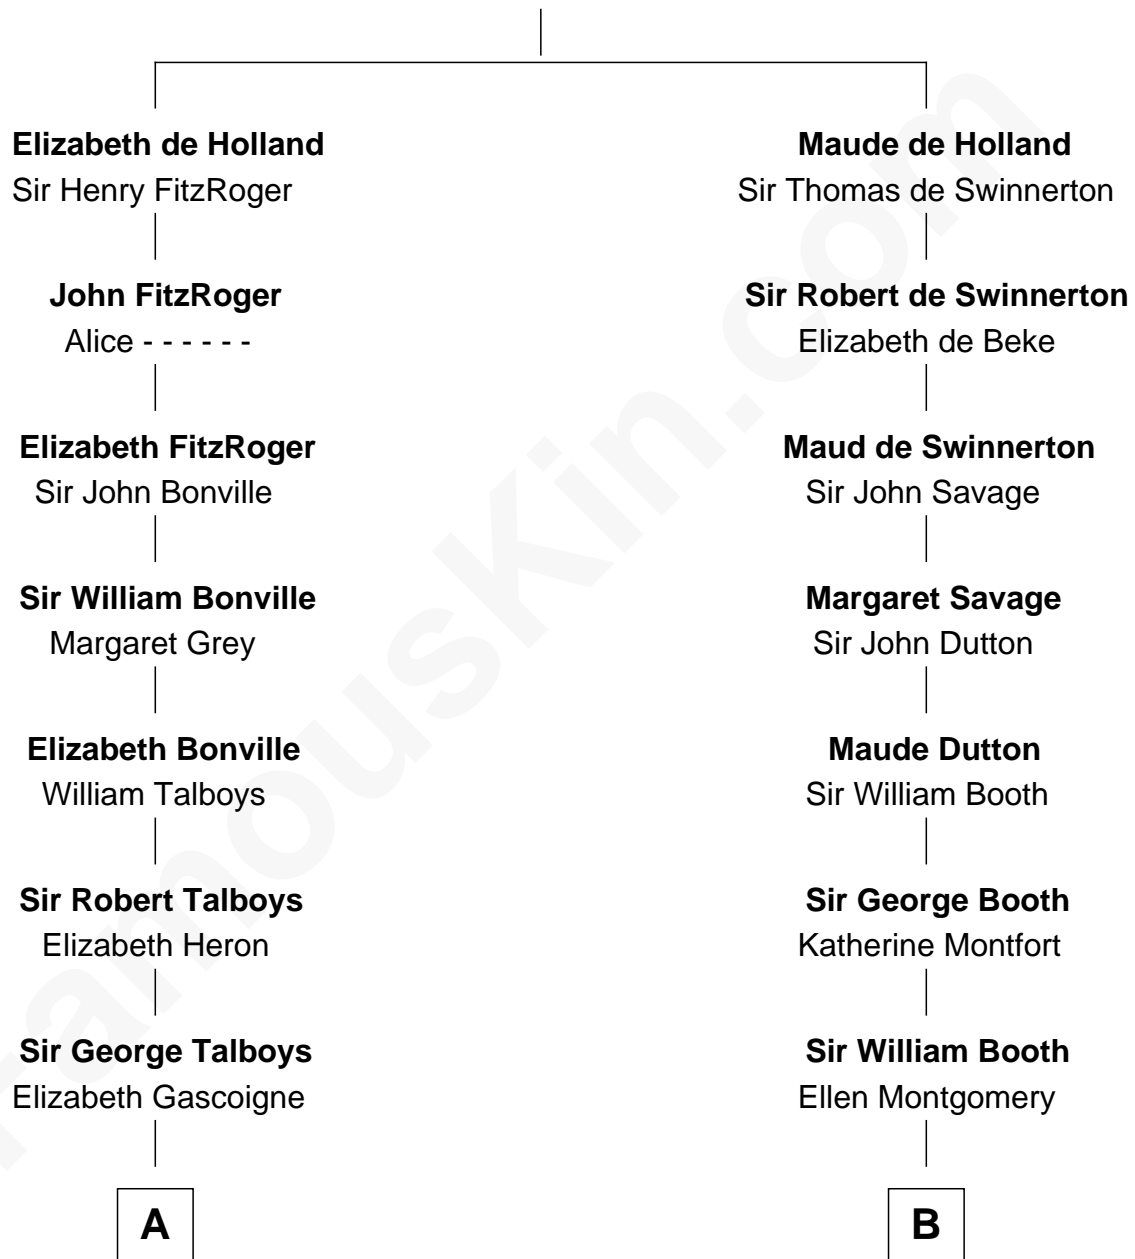 Elizabeth de Holland
Sir Henry FitzRoger
John FitzRoger
Alice - - - - - -
Elizabeth FitzRoger
Sir John Bonville
Sir William Bonville
Margaret Grey
Elizabeth Bonville
William Talboys
Sir Robert Talboys
Elizabeth Heron
Sir George Talboys
Elizabeth Gascoigne
A
Maude de Holland
Sir Thomas de Swinnerton
Sir Robert de Swinnerton
Elizabeth de Beke
Maud de Swinnerton
Sir John Savage
Margaret Savage
Sir John Dutton
Maude Dutton
Sir William Booth
Sir George Booth
Katherine Montfort
Sir William Booth
Ellen Montgomery
B
FamousKin.com